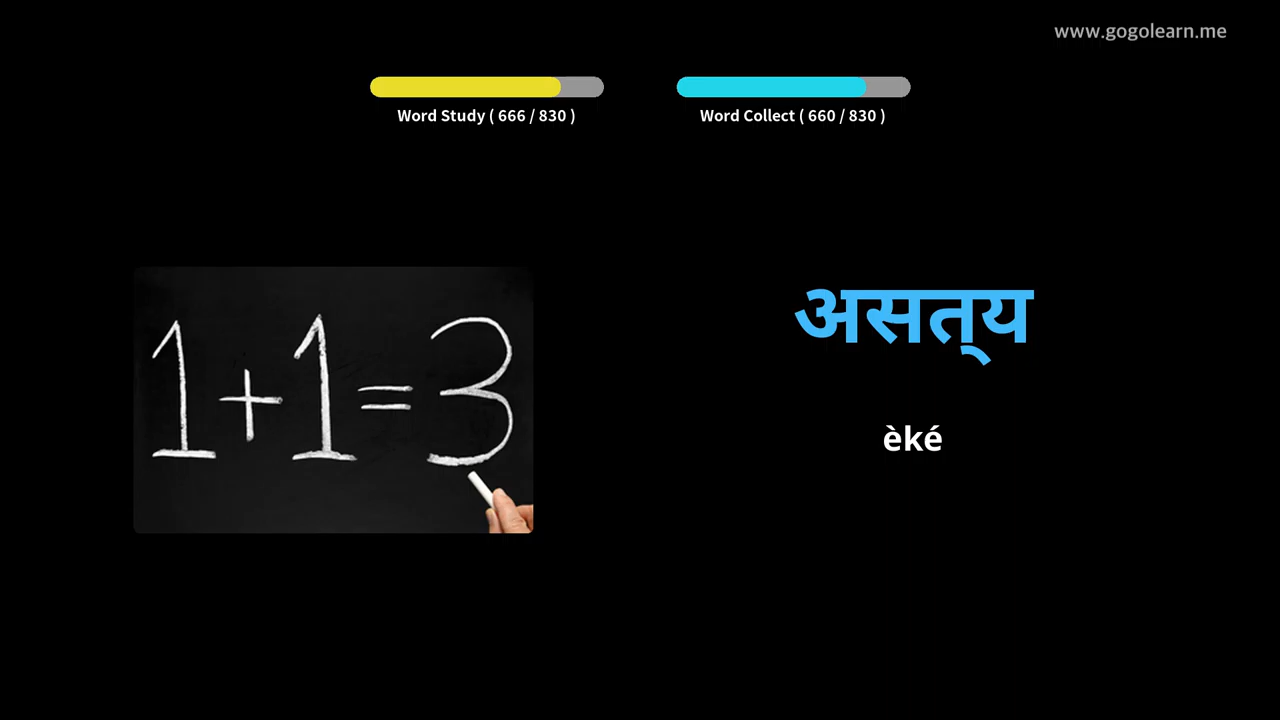 www.gogolearn.me
Word Study ( 666 / 830 )
Word Collect ( 660 / 830 )
1+1=3
असत्‌य
èké